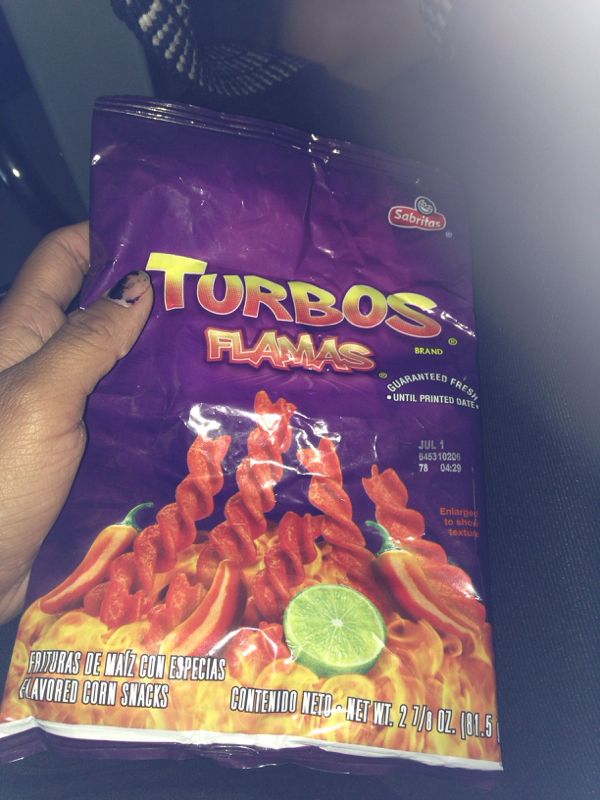 Sabritas
®
TURBOS
®
FLAMAS
BRAND
®
GUARANTEED FRESH
• UNTIL PRINTED DATE •
JUL 1
645310206
78 04:29
Enlarged
to show
texture
FRITURAS DE MAÍZ CON ESPECIAS
FLAVORED CORN SNACKS
CONTENIDO NETO • NET WT. 2 7/8 OZ. (81.5